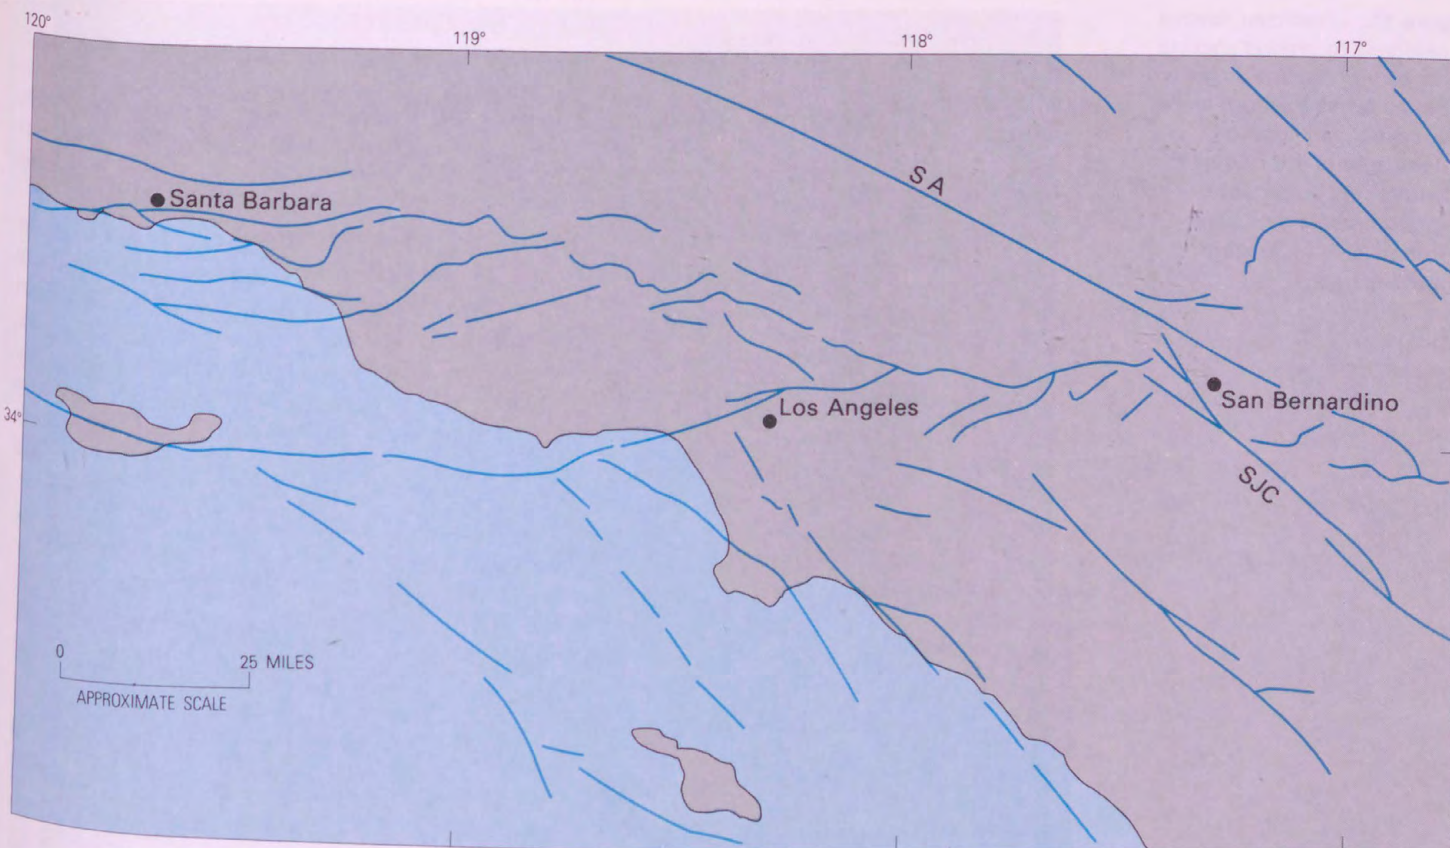 120°
119°
118°
117°
SA
Santa Barbara
34°
Los Angeles
San Bernardino
SJC
0
25 MILES
APPROXIMATE SCALE